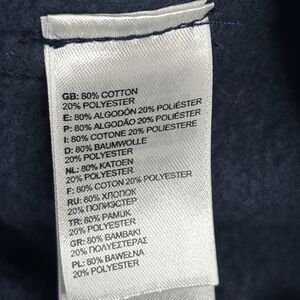 GB: 80% COTTON
20% POLYESTER
E: 80% ALGODÓN 20% POLIÉSTER
P: 80% ALGODÃO 20% POLIÉSTER
I: 80% COTONE 20% POLIESTERE
D: 80% BAUMWOLLE
20% POLYESTER
NL: 80% KATOEN
20% POLYESTER
F: 80% COTON 20% POLYESTER
RU: 80% ХЛОПОК
20% ПОЛИЭСТЕР
TR: 80% PAMUK
20% POLYESTER
GR: 80% BAMBAKI
20% ΠΟΛΥΕΣΤΕΡΑΣ
PL: 80% BAWEŁNA
20% POLYESTER